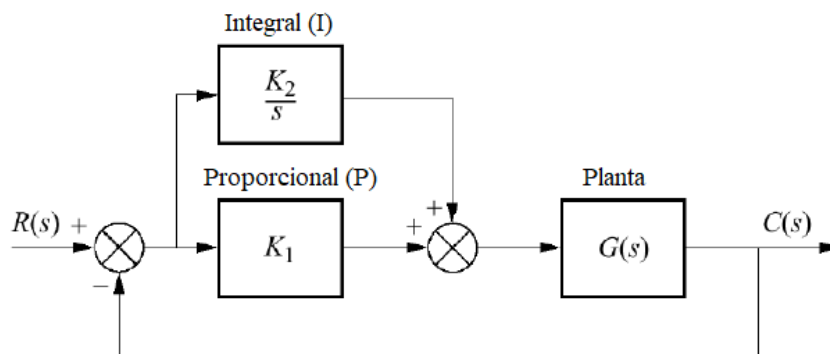 Integral (I)
K₂
s
Proporcional (P)
Planta
R(s) +
+
+
K₁
G(s)
C(s)
−